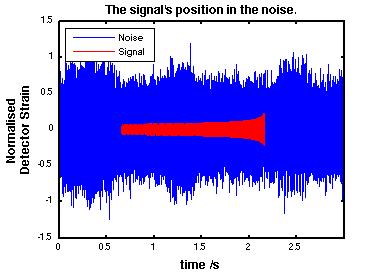 The signal's position in the noise.
1.5
Noise
Signal
1
0.5
0
-0.5
-1
-1.5
Normalised
Detector Strain
0 0.5 1 1.5 2 2.5
time /s